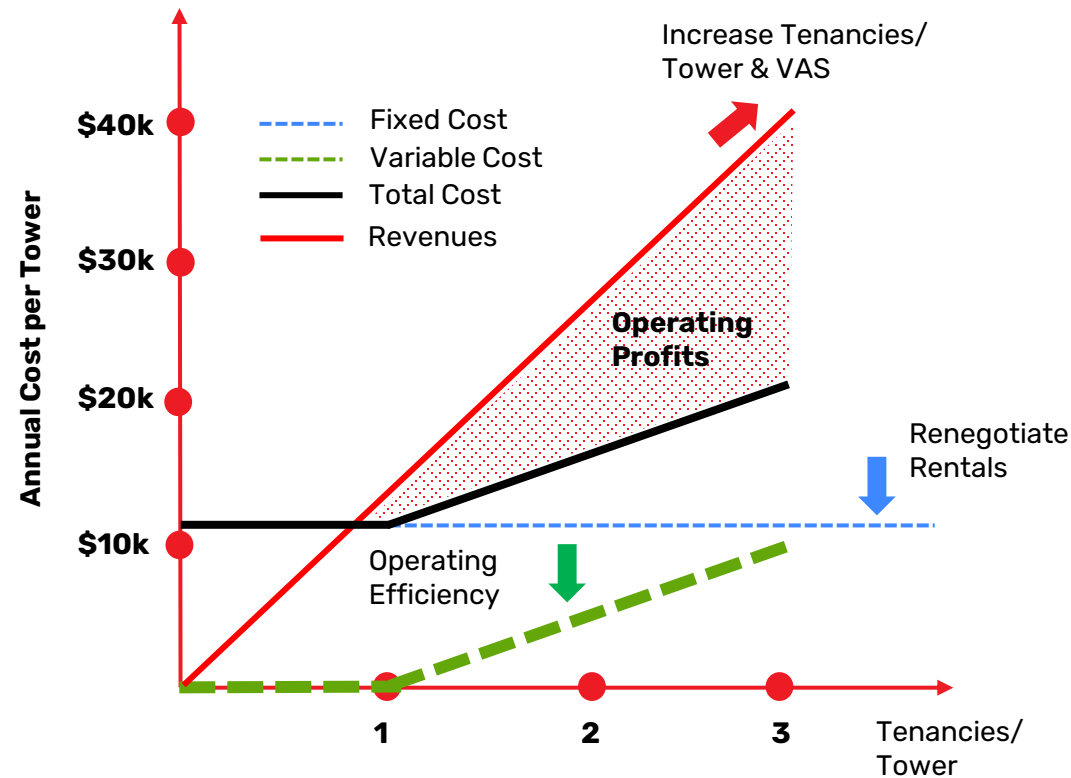 Increase Tenancies/
Tower & VAS
$40k
Fixed Cost
Variable Cost
Total Cost
Revenues
Annual Cost per Tower
$30k
Operating
Profits
$20k
Renegotiate
Rentals
$10k
Operating
Efficiency
1
2
3
Tenancies/
Tower